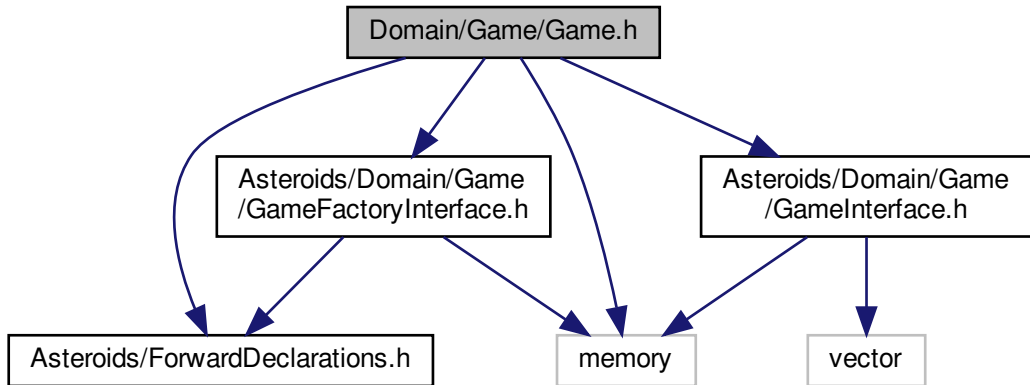 Domain/Game/Game.h
Asteroids/Domain/Game
/GameFactoryInterface.h
Asteroids/Domain/Game
/GameInterface.h
Asteroids/ForwardDeclarations.h
memory
vector